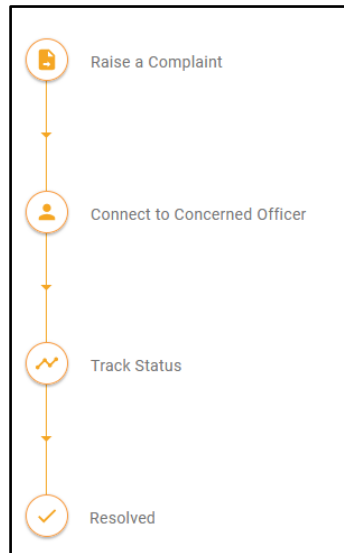 Raise a Complaint
Connect to Concerned Officer
Track Status
Resolved